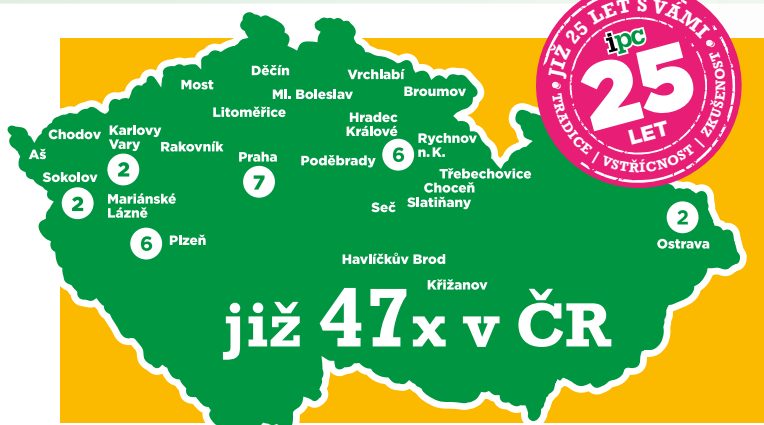 JIŽ 25 LET S VÁMI
ipc
25
LET
TRADICE | VSTŘÍCNOST | ZKUŠENOST
Děčín
Vrchlabí
Most
Ml. Boleslav
Broumov
Litoměřice
Hradec
Králové
6
Chodov
Karlovy
Vary
2
Rakovník
Rychnov
n. K.
Aš
Praha
7
Poděbrady
Třebechovice
Sokolov
2
Choceň
Mariánské
Lázně
Seč
Slatiňany
2
Ostrava
6
Plzeň
Havlíčkův Brod
Křižanov
již 47x v ČR